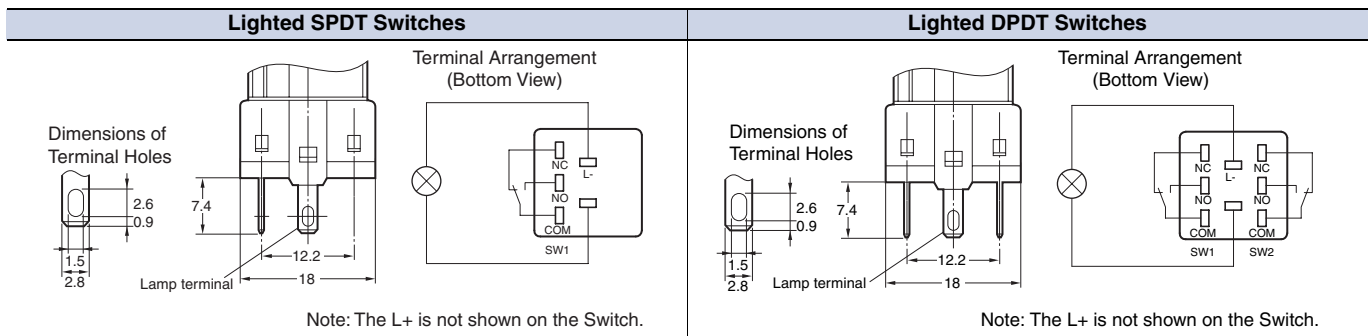 Lighted SPDT Switches
Terminal Arrangement
(Bottom View)
Dimensions of
Terminal Holes
2.6
0.9
1.5
2.8
7.4
12.2
18
Lamp terminal
NC
L-
NO
COM
SW1
Note: The L+ is not shown on the Switch.
Lighted DPDT Switches
Terminal Arrangement
(Bottom View)
Dimensions of
Terminal Holes
2.6
0.9
1.5
2.8
7.4
12.2
18
Lamp terminal
NC
L-
NC
NO
NO
COM
COM
SW1
SW2
Note: The L+ is not shown on the Switch.